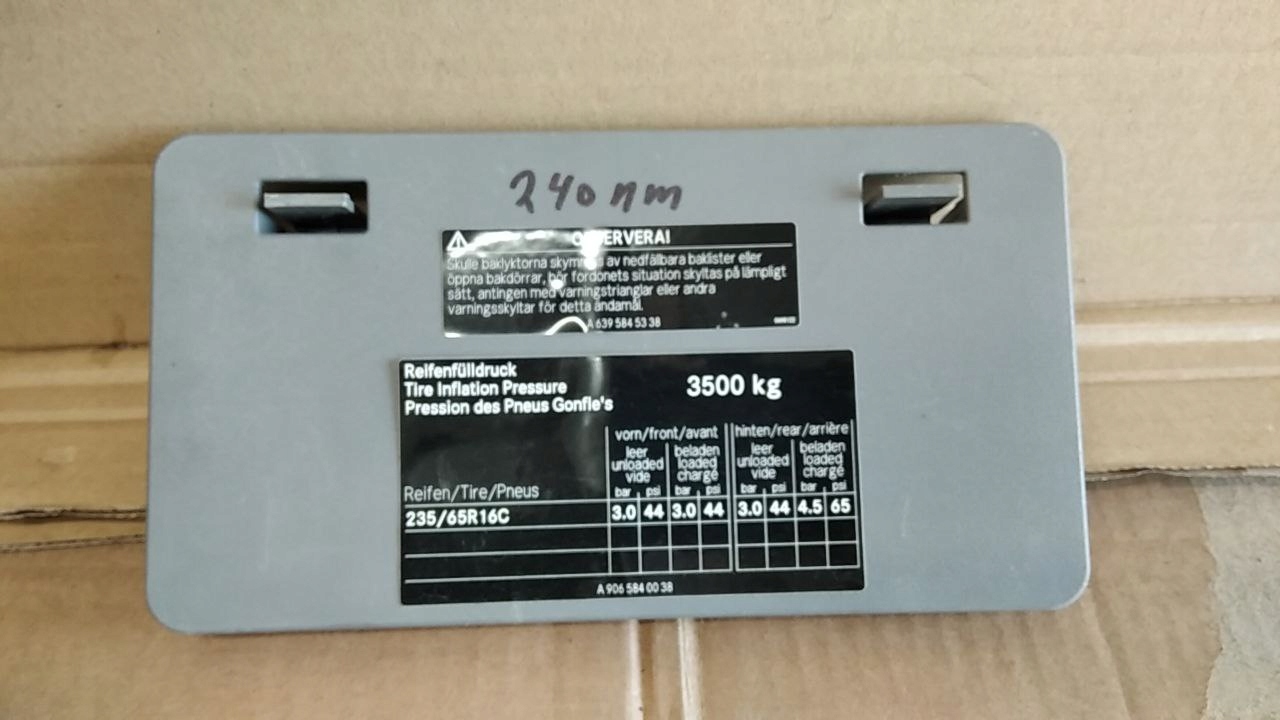 240 nm
OBSERVERA!
Skulle baklyktorna skymmas av nedfällbara baklister eller
öppna bakdörrar, bör fordonets situation skyltas på lämpligt
sätt, antingen med varningstrianglar eller andra
varningsskyltar för detta ändamål.
A 639 584 53 38
Reifenfülldruck
Tire Inflation Pressure
Pression des Pneus Gonfle's
3500 kg
vorn/front/avant hinten/rear/arrière
leer beladen leer beladen
unloaded loaded unloaded loaded
vide chargé vide chargé
Reifen/Tire/Pneus bar psi bar psi bar psi bar psi
235/65R16C 3.0 44 3.0 44 3.0 44 4.5 65
A 906 584 00 38